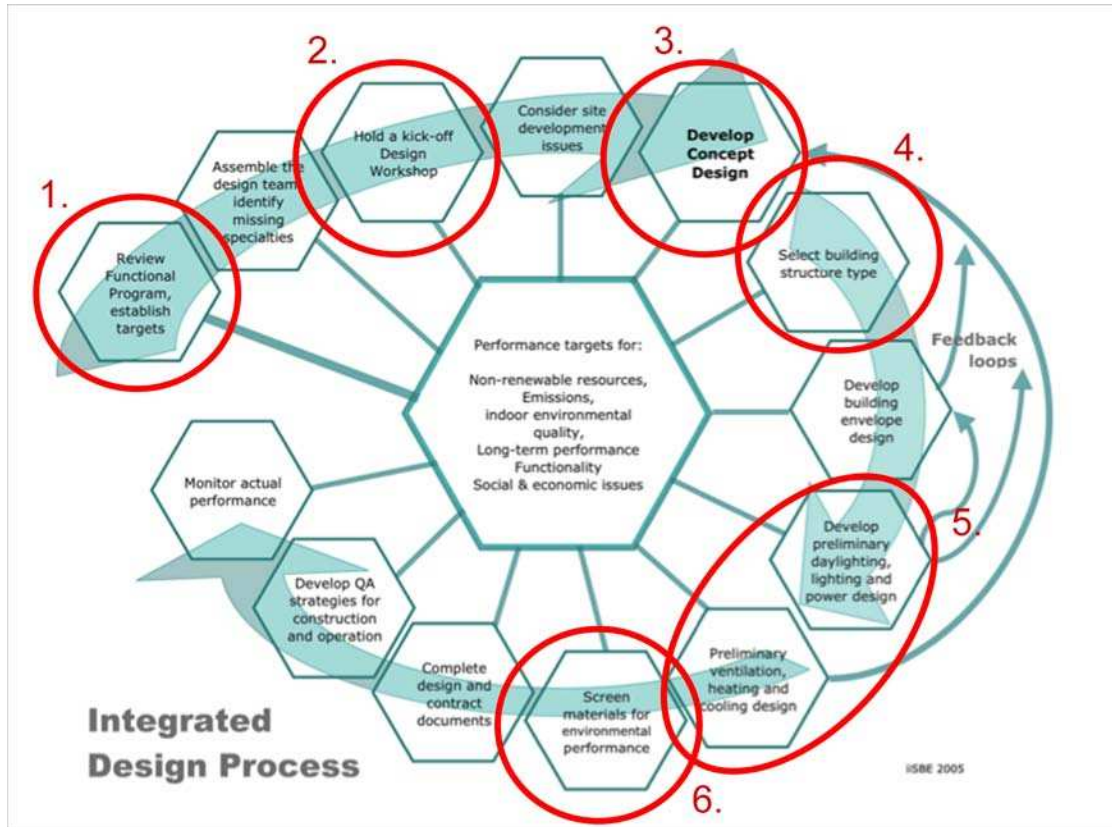 1.
Review
Functional
Program,
establish
targets
Assemble the
design team,
identify
missing
specialties
2.
Hold a kick-off
Design
Workshop
Consider site
development
issues
3.
Develop
Concept
Design
4.
Select building
structure type
Feedback
loops
Develop
building
envelope
design
5.
Develop
preliminary
daylighting,
lighting and
power design
Preliminary
ventilation,
heating and
cooling design
6.
Screen
materials for
environmental
performance
Complete
design and
contract
documents
Develop QA
strategies for
construction
and operation
Monitor actual
performance
Performance targets for:
Non-renewable resources,
Emissions,
indoor environmental
quality,
Long-term performance
Functionality
Social & economic issues
Integrated
Design Process
iiSBE 2005